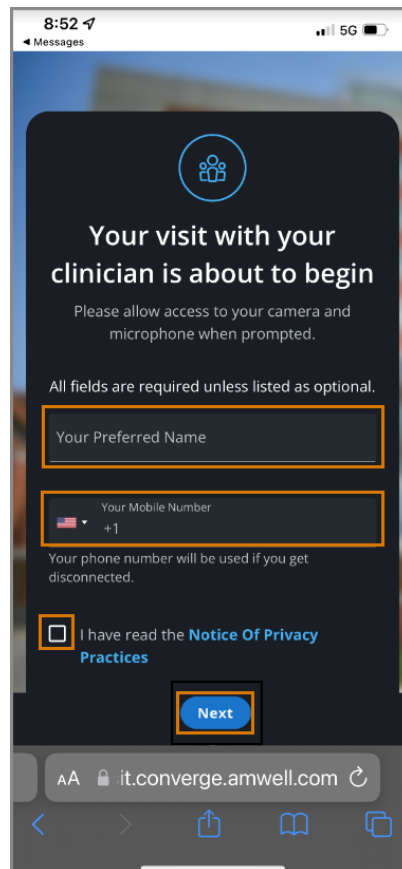 8:52
5G
◀ Messages
Your visit with your
clinician is about to begin
Please allow access to your camera and
microphone when prompted.
All fields are required unless listed as optional.
Your Preferred Name
Your Mobile Number
+1
Your phone number will be used if you get
disconnected.
I have read the Notice Of Privacy
Practices
Next
AA it.converge.amwell.com